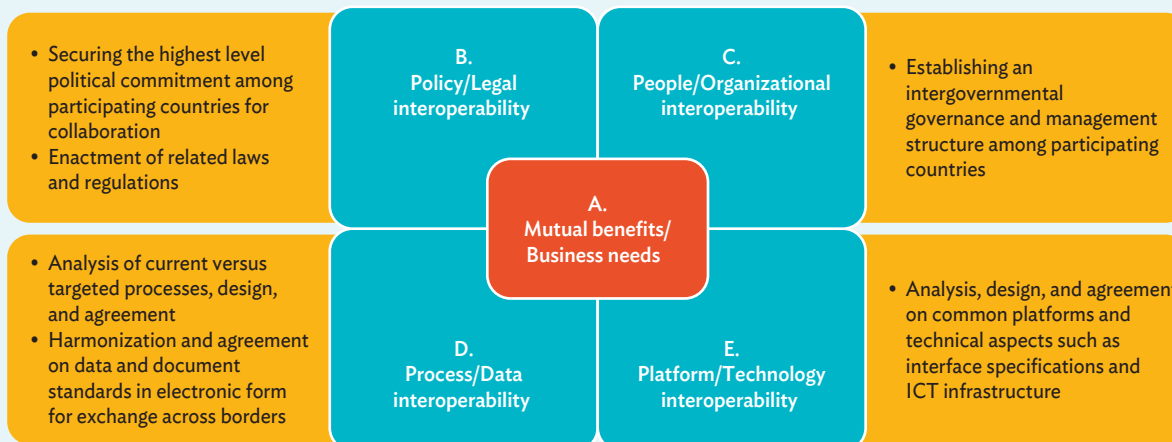 • Securing the highest level
political commitment among
participating countries for
collaboration
• Enactment of related laws
and regulations
B.
Policy/Legal
interoperability
C.
People/Organizational
interoperability
• Establishing an
intergovernmental
governance and management
structure among participating
countries
A.
Mutual benefits/
Business needs
• Analysis of current versus
targeted processes, design,
and agreement
• Harmonization and agreement
on data and document
standards in electronic form
for exchange across borders
D.
Process/Data
interoperability
E.
Platform/Technology
interoperability
• Analysis, design, and agreement
on common platforms and
technical aspects such as
interface specifications and
ICT infrastructure